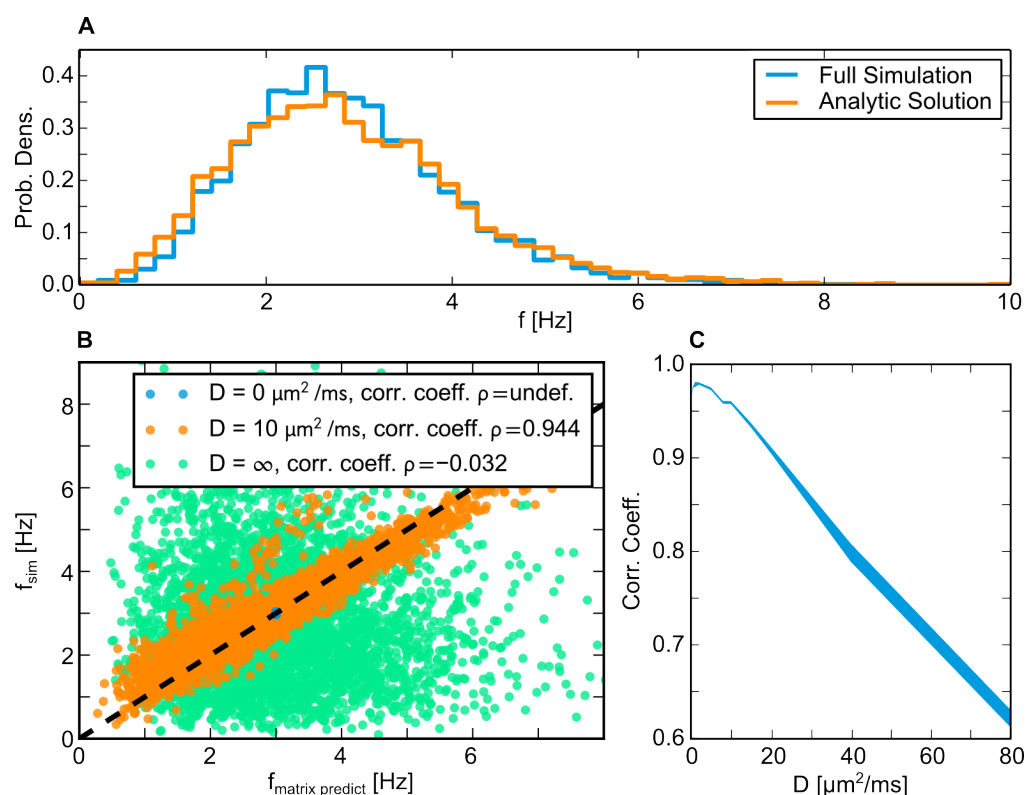 A
0.4
0.3
0.2
0.1
0.0
Prob. Dens.
Full Simulation
Analytic Solution
0 2 4 6 8 10
f [Hz]
B
8
6
4
2
0
f_sim [Hz]
D = 0 μm² /ms, corr. coeff. ρ=undef.
D = 10 μm² /ms, corr. coeff. ρ=0.944
D = ∞, corr. coeff. ρ=−0.032
0 2 4 6
f_matrix predict [Hz]
C
1.0
0.9
0.8
0.7
0.6
Corr. Coeff.
0 20 40 60 80
D [μm²/ms]